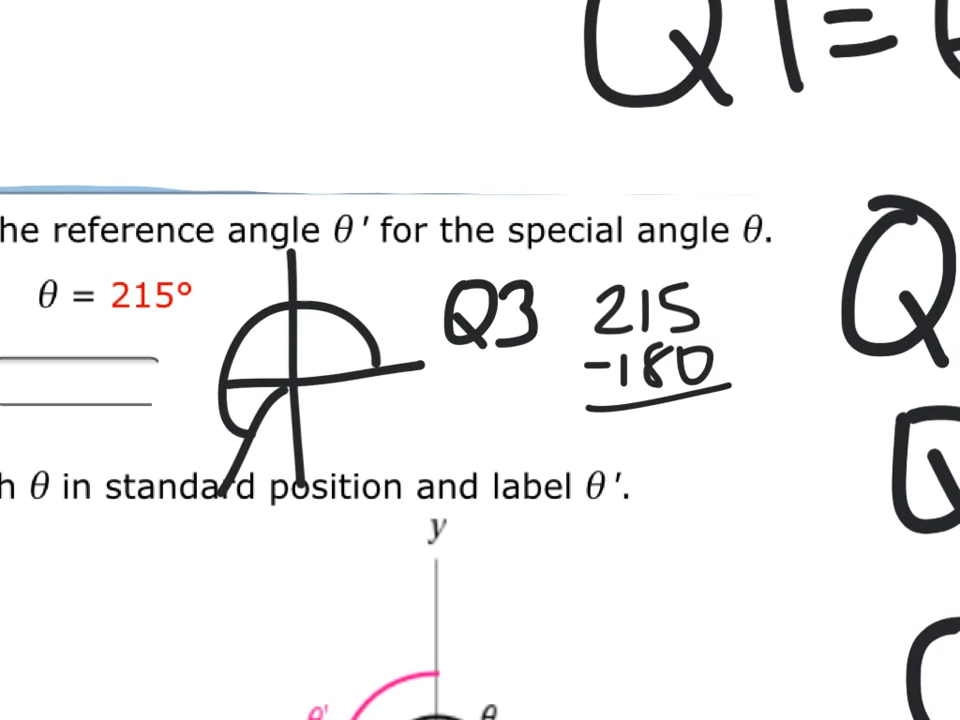 Q1=
he reference angle θ′ for the special angle θ.
θ = 215°
Q3
215
-180
Q
Q
h θ in standard position and label θ′.
y
θ'
θ